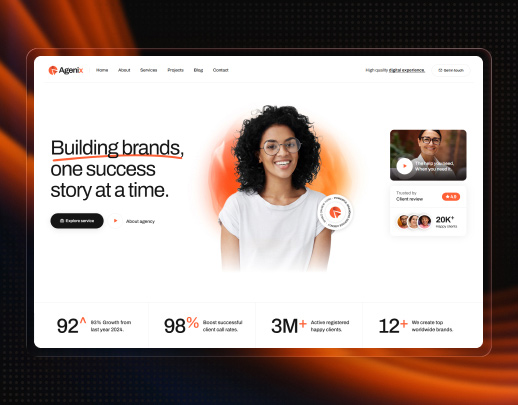 Agenix
Home About Services Projects Blog Contact
High quality digital experience.
Get in touch
Building brands,
one success
story at a time.
Explore service
About agency
The help you need,
When you need it.
Trusted by
Client review
4.9
20K+
Happy clients
92^
93% Growth from
last year 2024.
98%
Boost successful
client call rates.
3M+
Active registered
happy clients.
12+
We create top
worldwide brands.